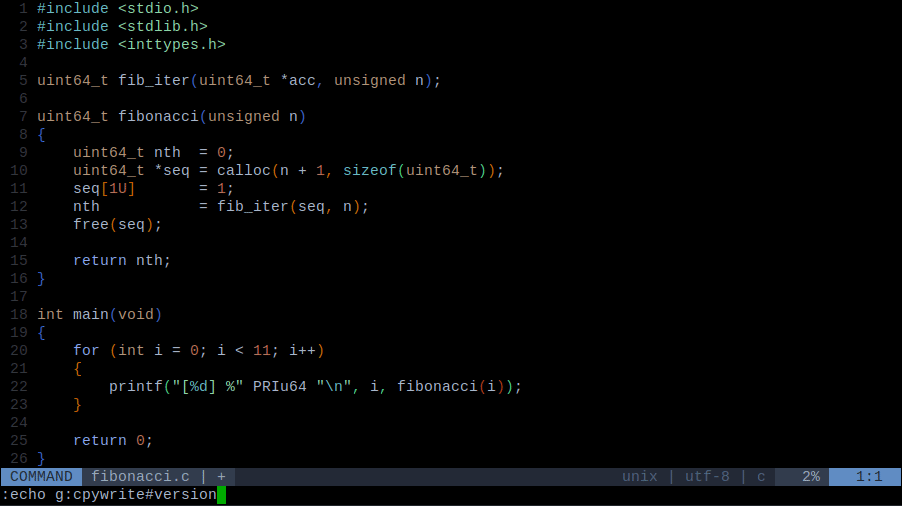 1 #include <stdio.h>
2 #include <stdlib.h>
3 #include <inttypes.h>
4
5 uint64_t fib_iter(uint64_t *acc, unsigned n);
6
7 uint64_t fibonacci(unsigned n)
8 {
9     uint64_t nth  = 0;
10     uint64_t *seq = calloc(n + 1, sizeof(uint64_t));
11     seq[1U]       = 1;
12     nth           = fib_iter(seq, n);
13     free(seq);
14
15     return nth;
16 }
17
18 int main(void)
19 {
20     for (int i = 0; i < 11; i++)
21     {
22         printf("[%d] %" PRIu64 "\n", i, fibonacci(i));
23     }
24
25     return 0;
26 }
COMMAND  fibonacci.c | +  unix | utf-8 | c  2%  1:1
:echo g:cpywrite#version